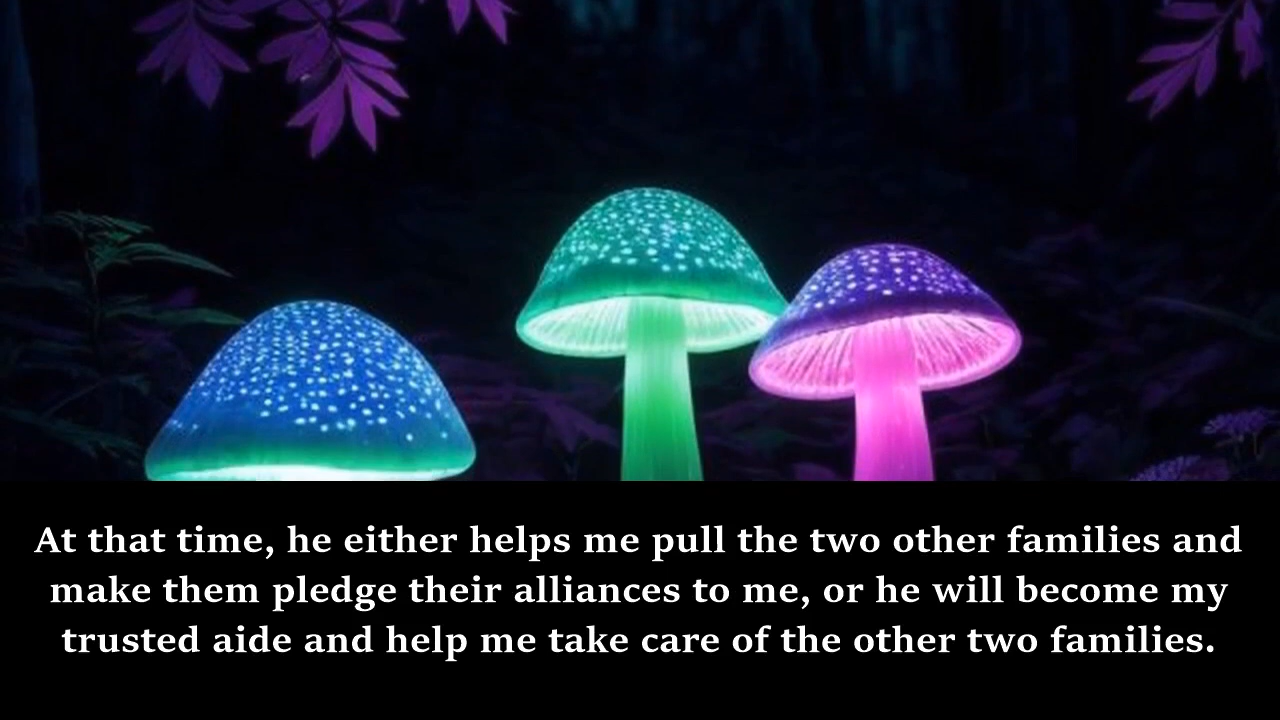 At that time, he either helps me pull the two other families and
make them pledge their alliances to me, or he will become my
trusted aide and help me take care of the other two families.